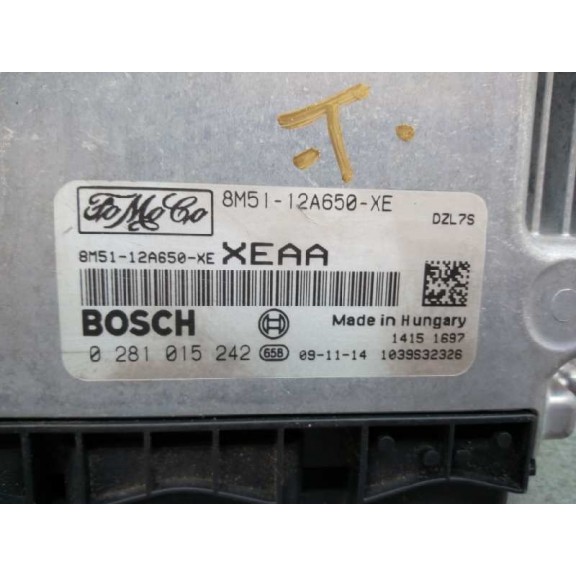 .T.
FoMoCo 8M51-12A650-XE
DZL7S
8M51-12A650-XE XEAA
BOSCH Made in Hungary
1415 1697
0 281 015 242 658 09-11-14 1039S32326